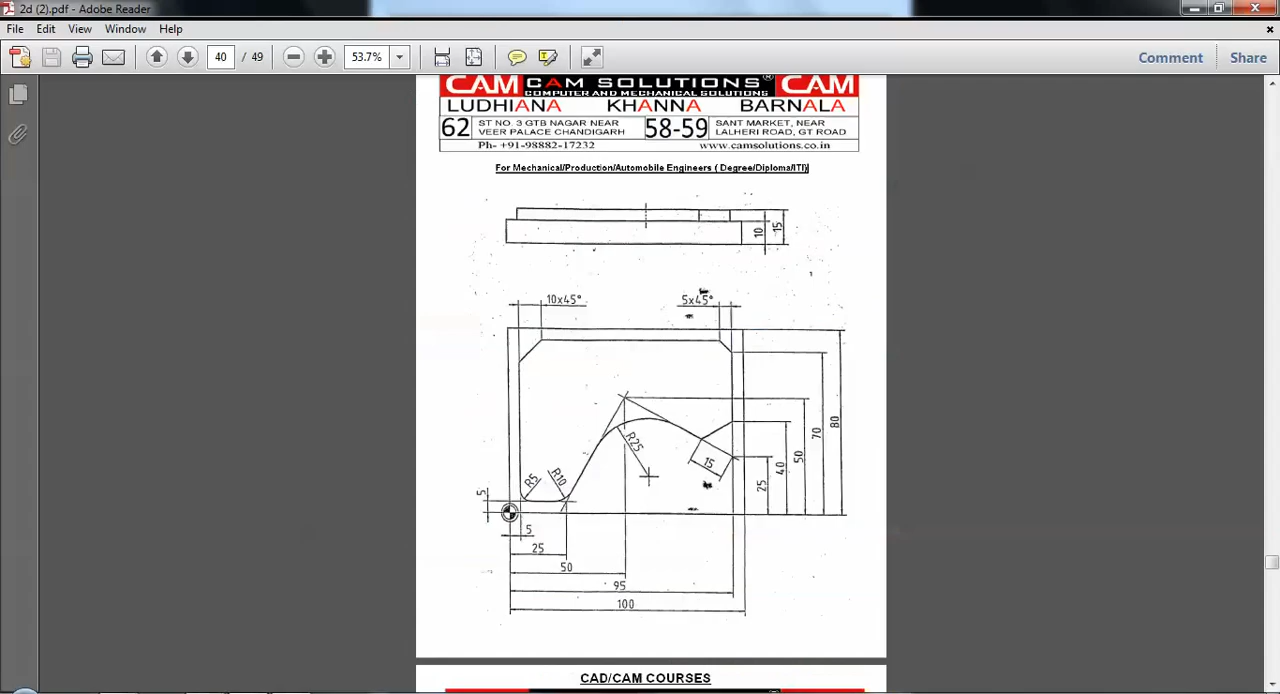 2d (2).pdf - Adobe Reader
File Edit View Window Help
40 / 49 53.7% Comment Share
CAM CAM SOLUTIONS® CAM
COMPUTER AND MECHANICAL SOLUTIONS
LUDHIANA KHANNA BARNALA
62 ST NO. 3 GTB NAGAR NEAR VEER PALACE CHANDIGARH 58-59 SANT MARKET, NEAR LALHERI ROAD, GT ROAD
Ph- +91-98882-17232 www.camsolutions.co.in
For Mechanical/Production/Automobile Engineers ( Degree/Diploma/ITI)
10 15
10x45° 5x45°
R25
R5 R10
15
25 40 50 70 80
5
5
25
50
95
100
CAD/CAM COURSES